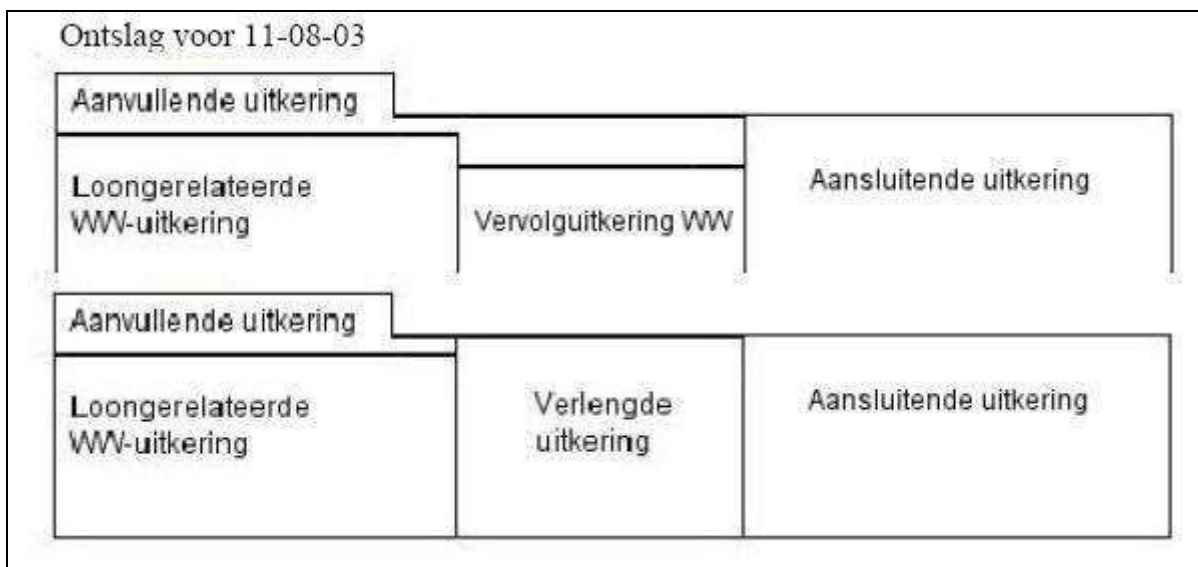 Ontslag voor 11-08-03
Aanvullende uitkering
Loongerelateerde
WW-uitkering
Vervolguitkering WW
Aansluitende uitkering
Aanvullende uitkering
Loongerelateerde
WW-uitkering
Verlengde
uitkering
Aansluitende uitkering